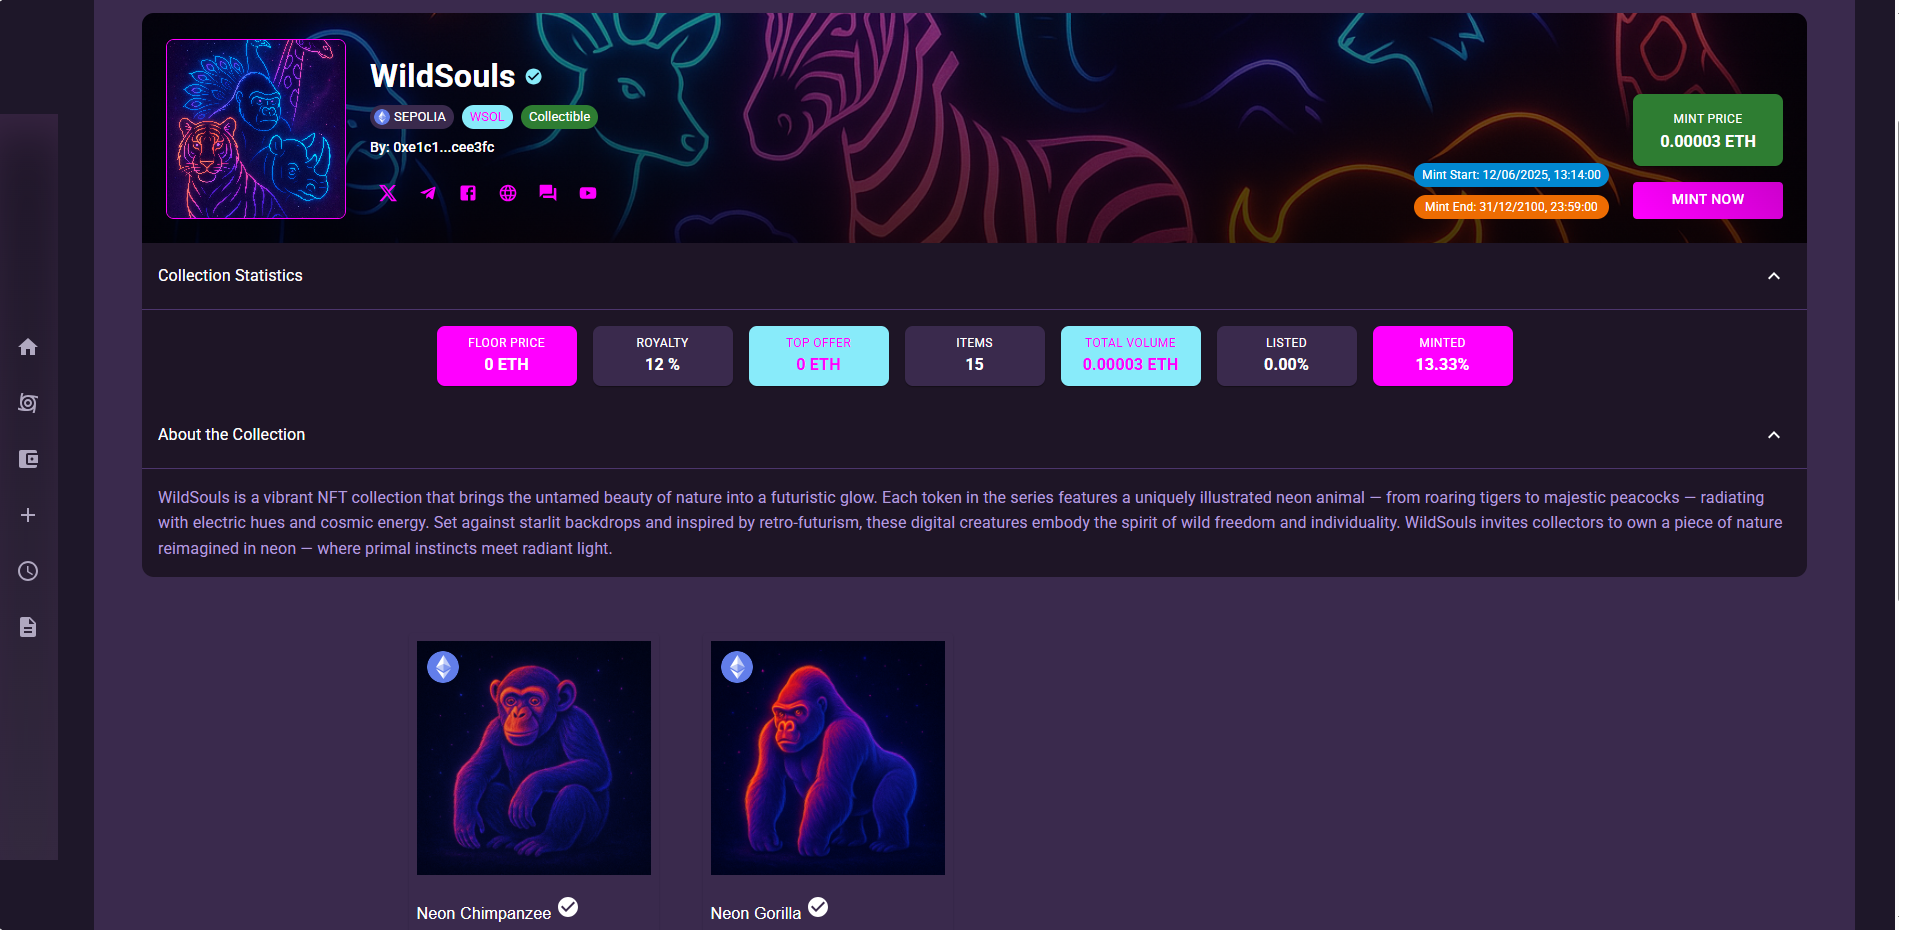 WildSouls
SEPOLIA
WSOL
Collectible
By: 0xe1c1...cee3fc
MINT PRICE
0.00003 ETH
Mint Start: 12/06/2025, 13:14:00
Mint End: 31/12/2100, 23:59:00
MINT NOW
Collection Statistics
FLOOR PRICE
0 ETH
ROYALTY
12 %
TOP OFFER
0 ETH
ITEMS
15
TOTAL VOLUME
0.00003 ETH
LISTED
0.00%
MINTED
13.33%
About the Collection
WildSouls is a vibrant NFT collection that brings the untamed beauty of nature into a futuristic glow. Each token in the series features a uniquely illustrated neon animal — from roaring tigers to majestic peacocks — radiating
with electric hues and cosmic energy. Set against starlit backdrops and inspired by retro-futurism, these digital creatures embody the spirit of wild freedom and individuality. WildSouls invites collectors to own a piece of nature
reimagined in neon — where primal instincts meet radiant light.
Neon Chimpanzee
Neon Gorilla